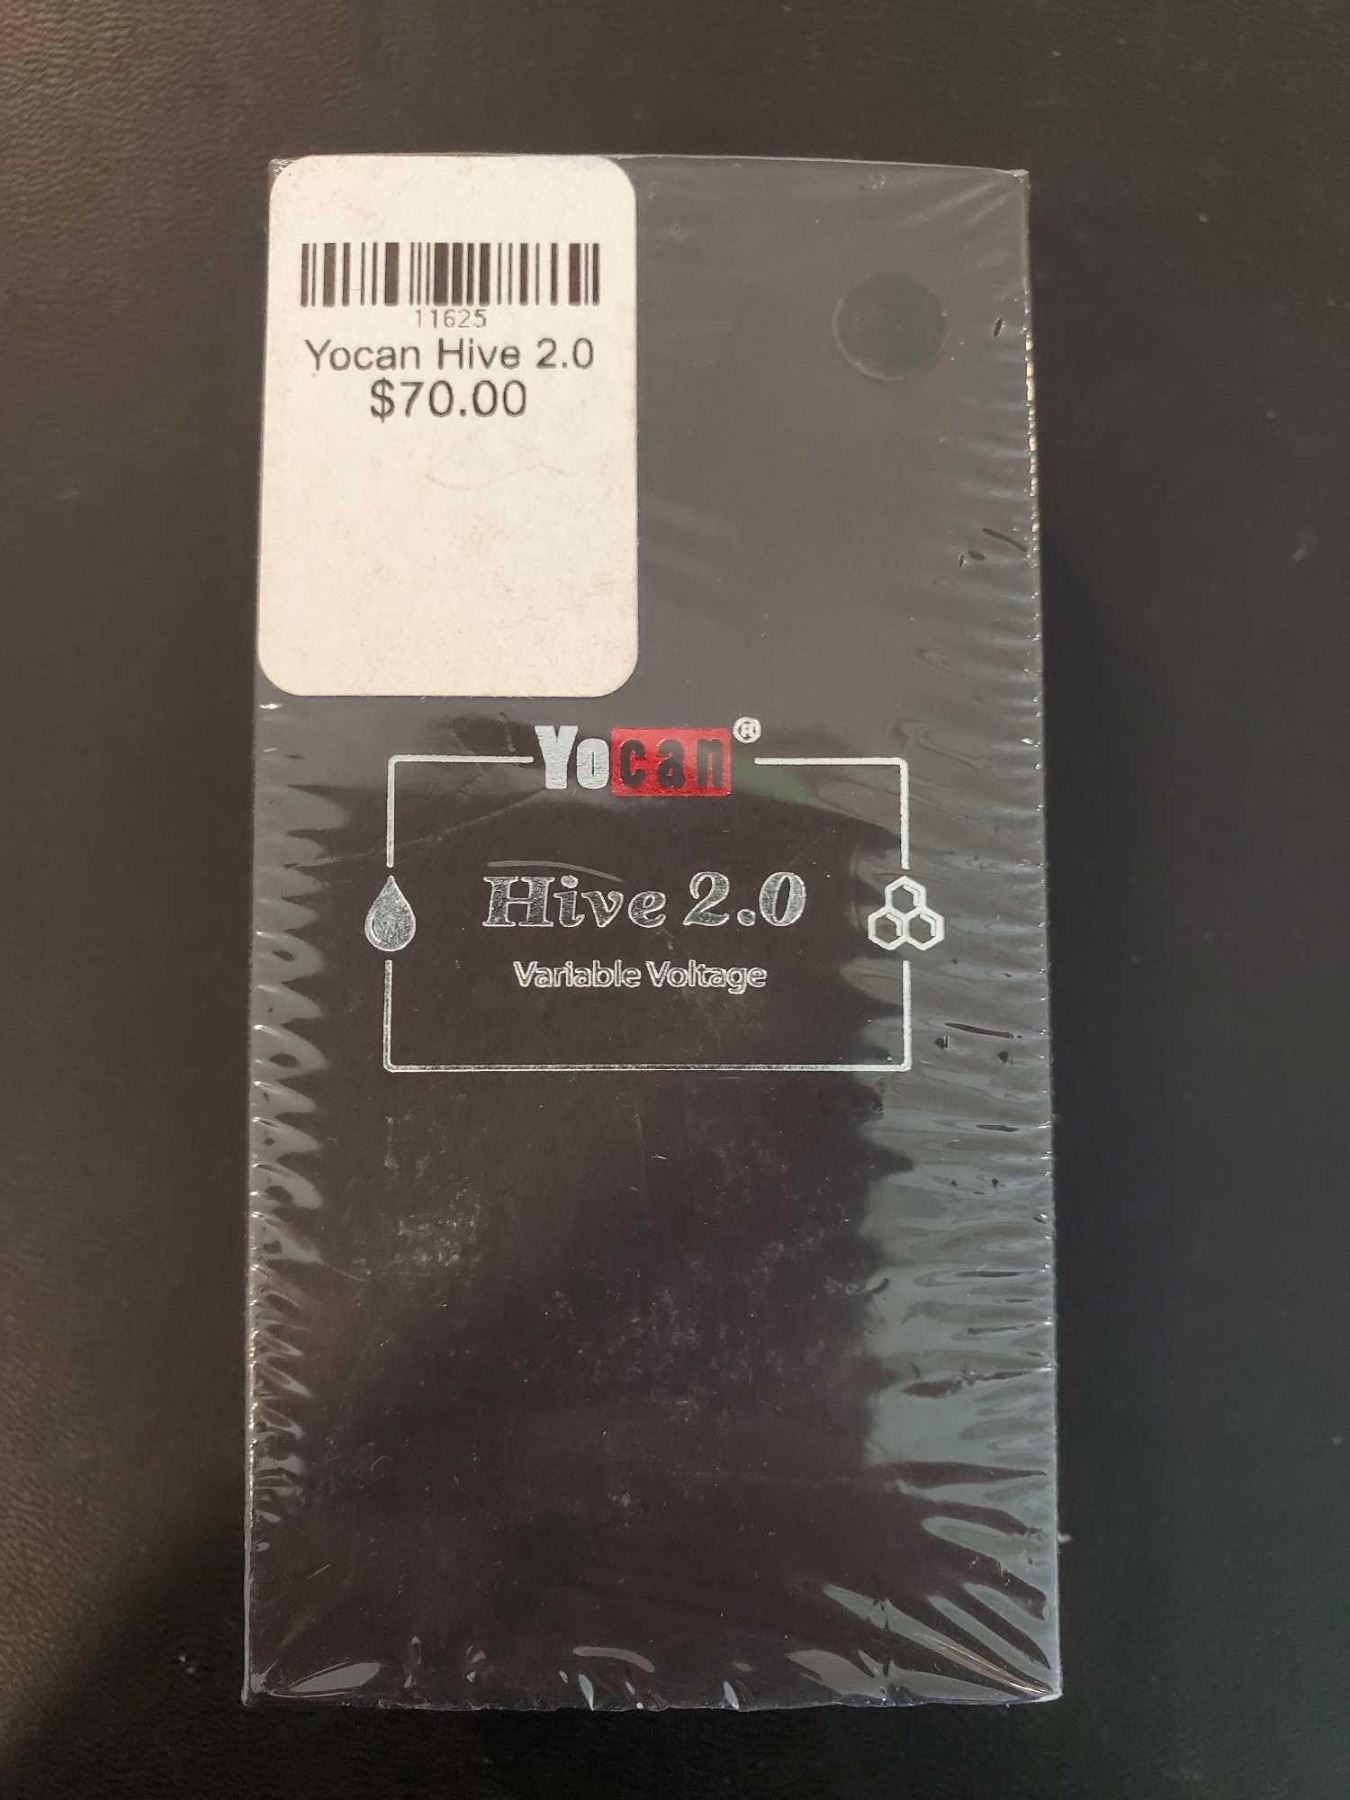 11625
Yocan Hive 2.0
$70.00
Yocan®
Hive 2.0
Variable Voltage